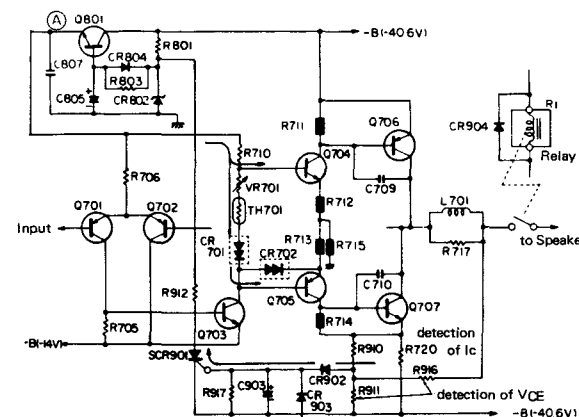 A
Q801
-B(-40.6V)
R801
C807
CR804
R803
C805
CR802
R1
CR904
Relay
R711
Q706
R710
Q704
VR701
C709
R706
TH701
R712
L701
Q701
Q702
Input
CR
701
CR702
R713
R715
to Speake
R717
R912
C710
Q705
Q707
R705
Q703
R714
detection
of Ic
-B(-14V)
SCR901
R910
R720
R916
CR902
R917
C903
CR
903
R911
detection of VCE
-B(-40.6V)